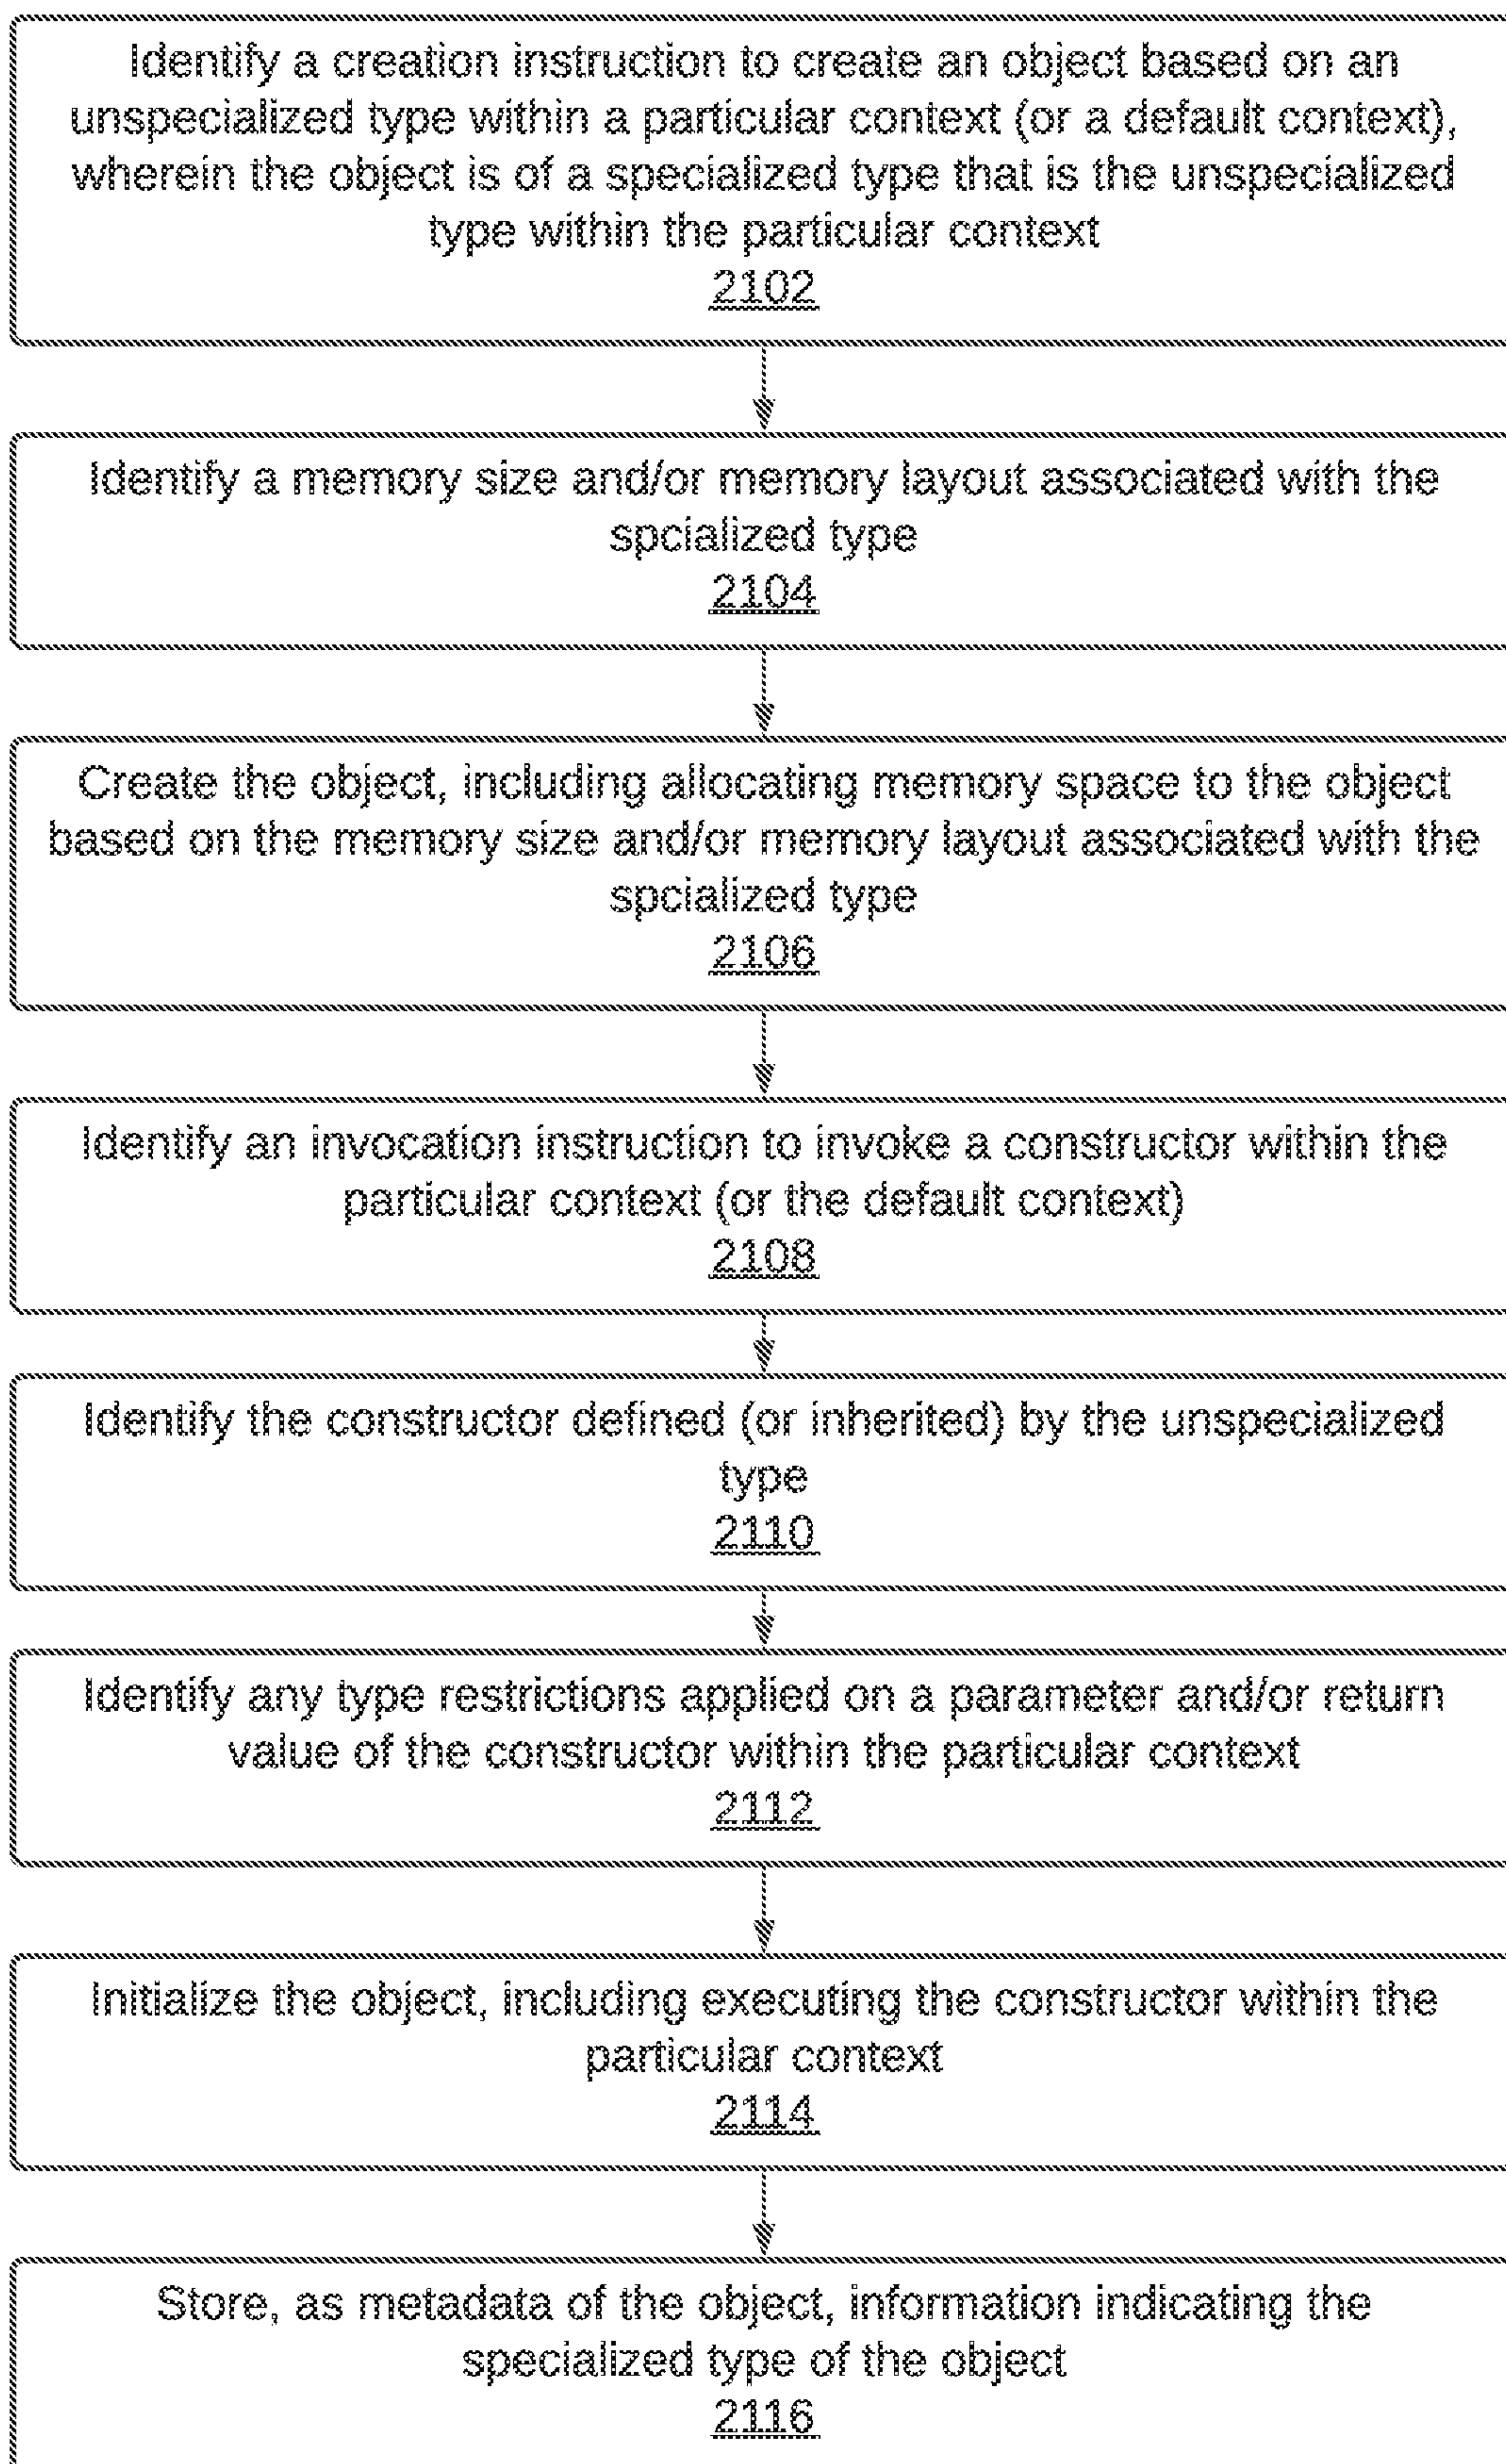 Identify a creation instruction to create an object based on an
unspecialized type within a particular context (or a default context),
wherein the object is of a specialized type that is the unspecialized
type within the particular context
2102
Identify a memory size and/or memory layout associated with the
spcialized type
2104
Create the object, including allocating memory space to the object
based on the memory size and/or memory layout associated with the
spcialized type
2106
Identify an invocation instruction to invoke a constructor within the
particular context (or the default context)
2108
Identify the constructor defined (or inherited) by the unspecialized
type
2110
Identify any type restrictions applied on a parameter and/or return
value of the constructor within the particular context
2112
Initialize the object, including executing the constructor within the
particular context
2114
Store, as metadata of the object, information indicating the
specialized type of the object
2116